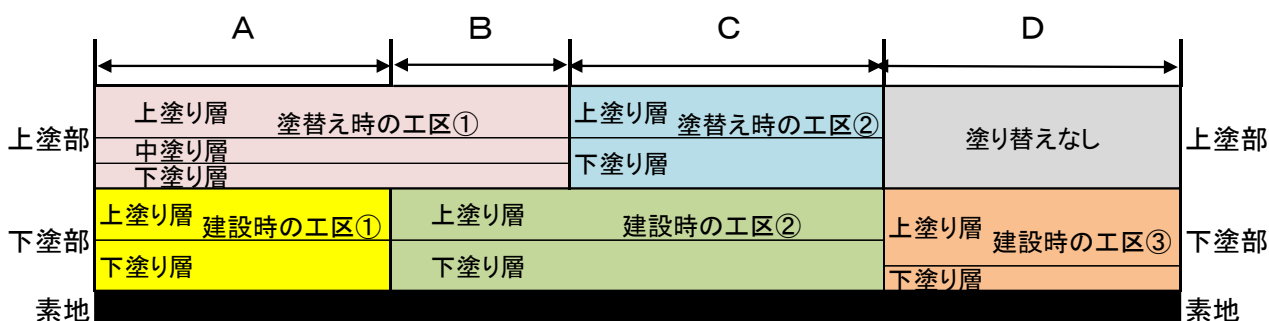 A B C D
上塗部 上塗り層 塗替え時の工区① 上塗り層 塗替え時の工区② 塗り替えなし 上塗部
中塗り層
下塗り層 下塗り層
下塗部 上塗り層 建設時の工区① 上塗り層 建設時の工区② 上塗り層 建設時の工区③ 下塗部
下塗り層 下塗り層 下塗り層
素地 素地